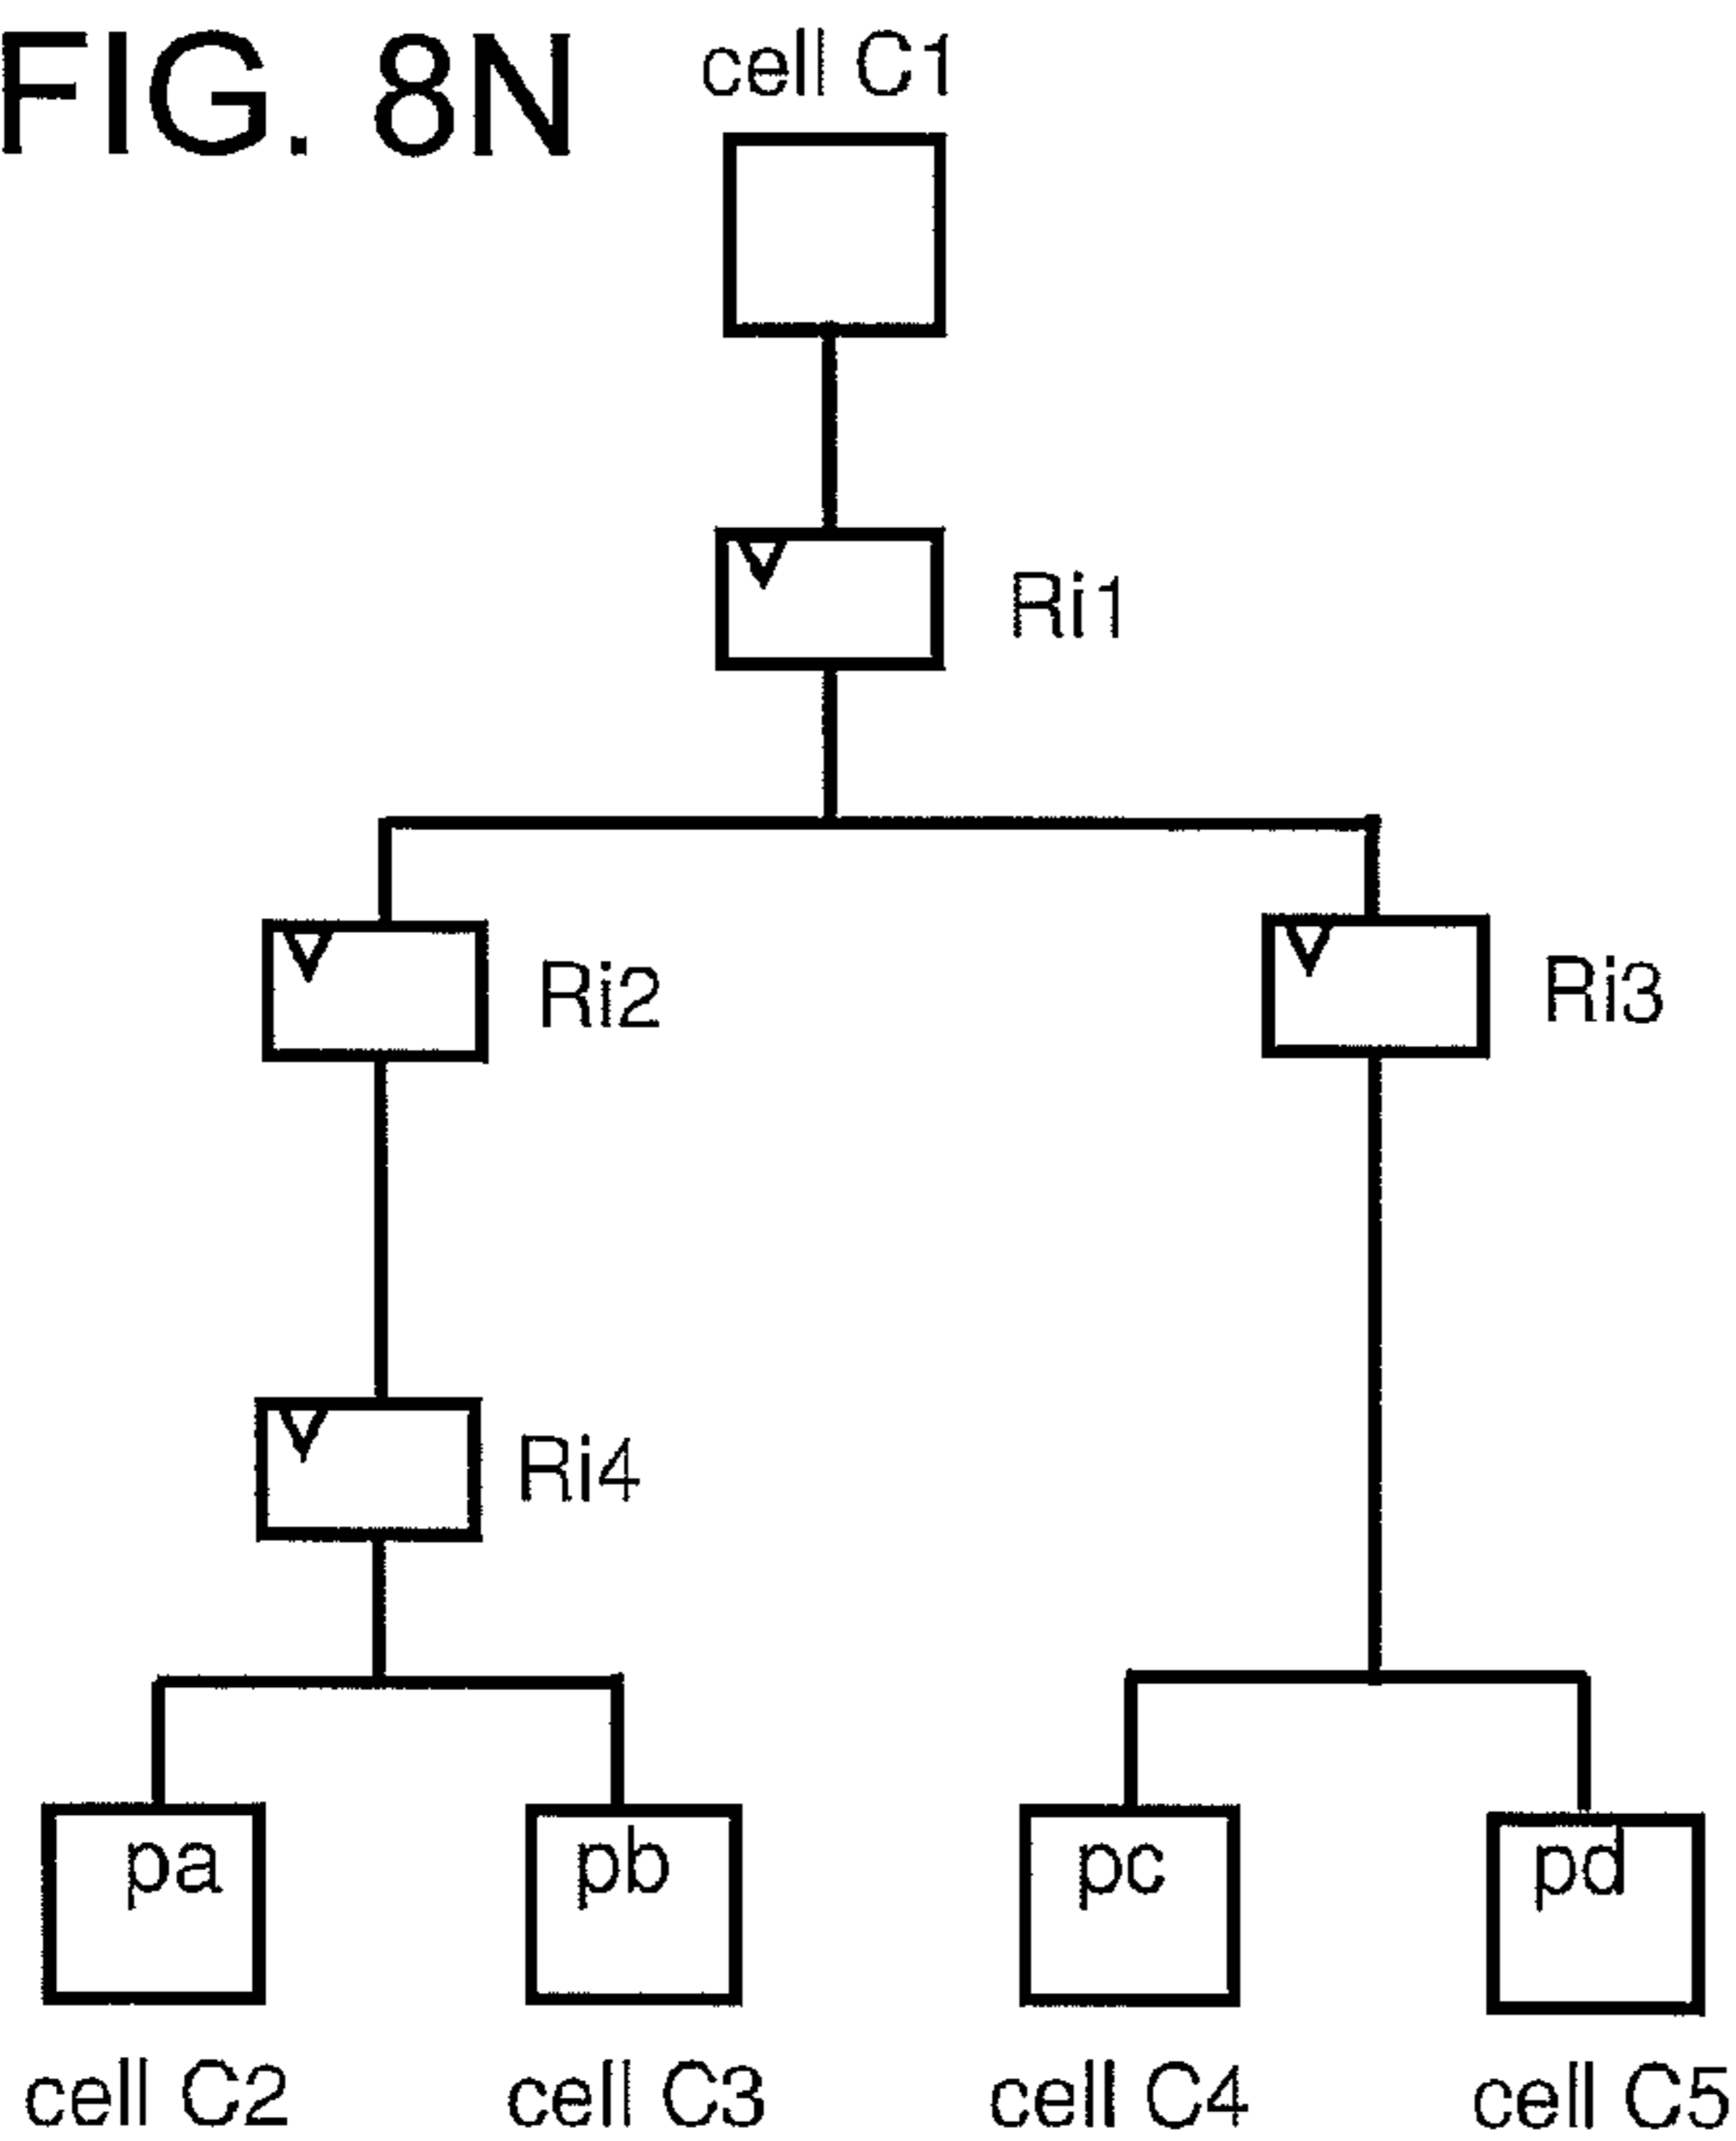 FIG. 8N
cell C1
Ri1
Ri2
Ri3
Ri4
pa
pb
pc
pd
cell C2
cell C3
cell C4
cell C5